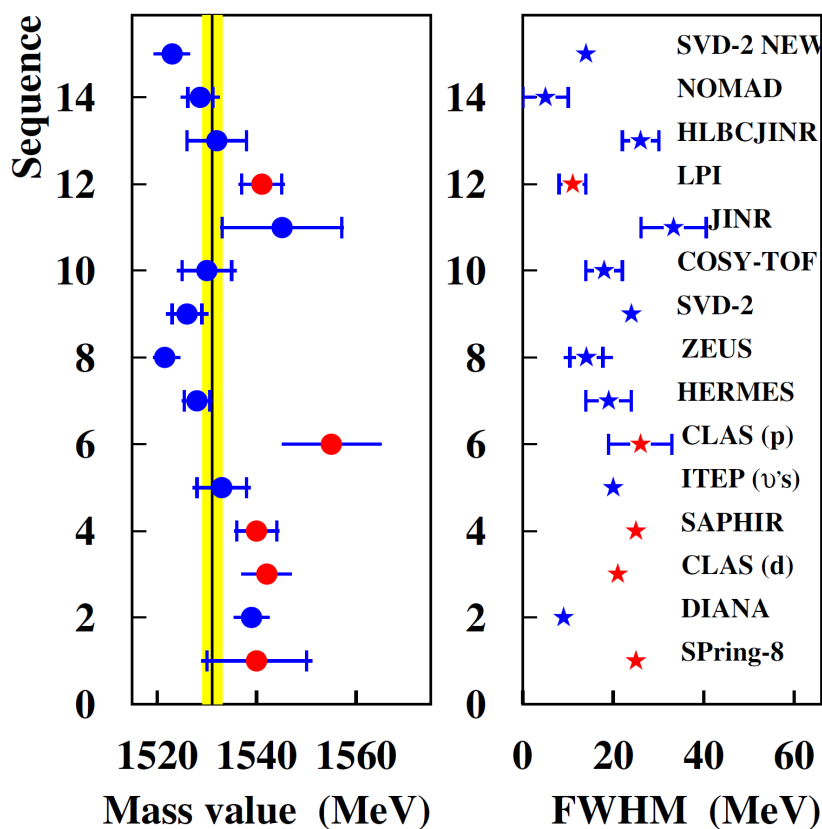 Sequence
14
12
10
8
6
4
2
0
1520 1540 1560
Mass value (MeV)
14
12
10
8
6
4
2
0
SVD-2 NEW
NOMAD
HLBCJINR
LPI
JINR
COSY-TOF
SVD-2
ZEUS
HERMES
CLAS (p)
ITEP (υ's)
SAPHIR
CLAS (d)
DIANA
SPring-8
0 20 40 60
FWHM (MeV)